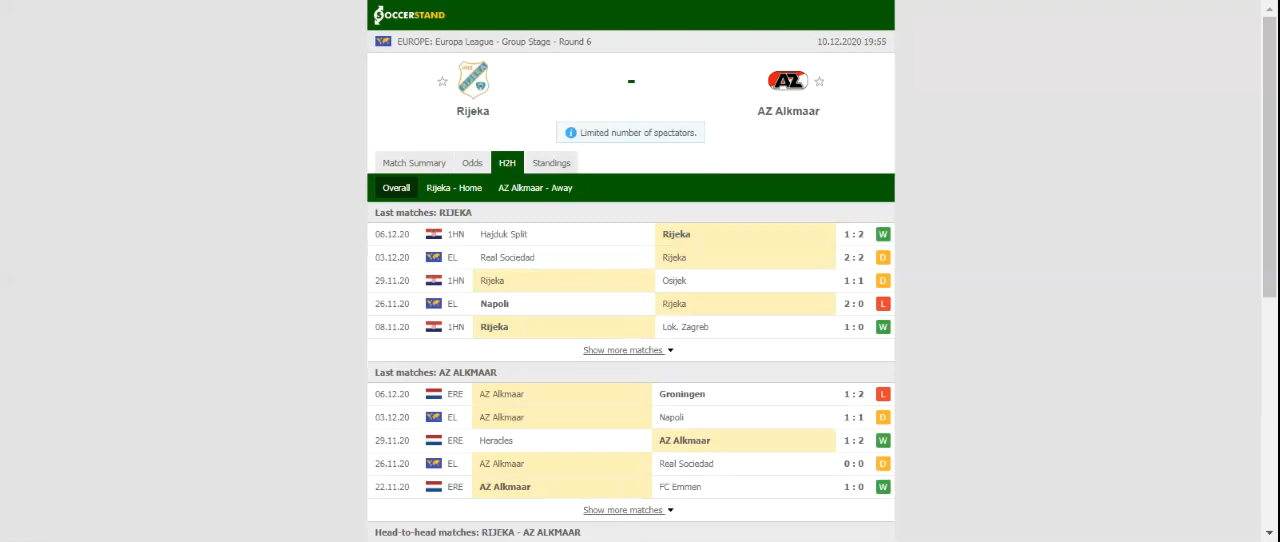 SOCCERSTAND
EUROPE: Europa League - Group Stage - Round 6 10.12.2020 19:55
-
Rijeka AZ Alkmaar
Limited number of spectators.
Match Summary Odds H2H Standings
Overall Rijeka - Home AZ Alkmaar - Away
Last matches: RIJEKA
06.12.20 1HN Hajduk Split Rijeka 1 : 2 W
03.12.20 EL Real Sociedad Rijeka 2 : 2 D
29.11.20 1HN Rijeka Osijek 1 : 1 D
26.11.20 EL Napoli Rijeka 2 : 0 L
08.11.20 1HN Rijeka Lok. Zagreb 1 : 0 W
Show more matches
Last matches: AZ ALKMAAR
06.12.20 ERE AZ Alkmaar Groningen 1 : 2 L
03.12.20 EL AZ Alkmaar Napoli 1 : 1 D
29.11.20 ERE Heracles AZ Alkmaar 1 : 2 W
26.11.20 EL AZ Alkmaar Real Sociedad 0 : 0 D
22.11.20 ERE AZ Alkmaar FC Emmen 1 : 0 W
Show more matches
Head-to-head matches: RIJEKA - AZ ALKMAAR